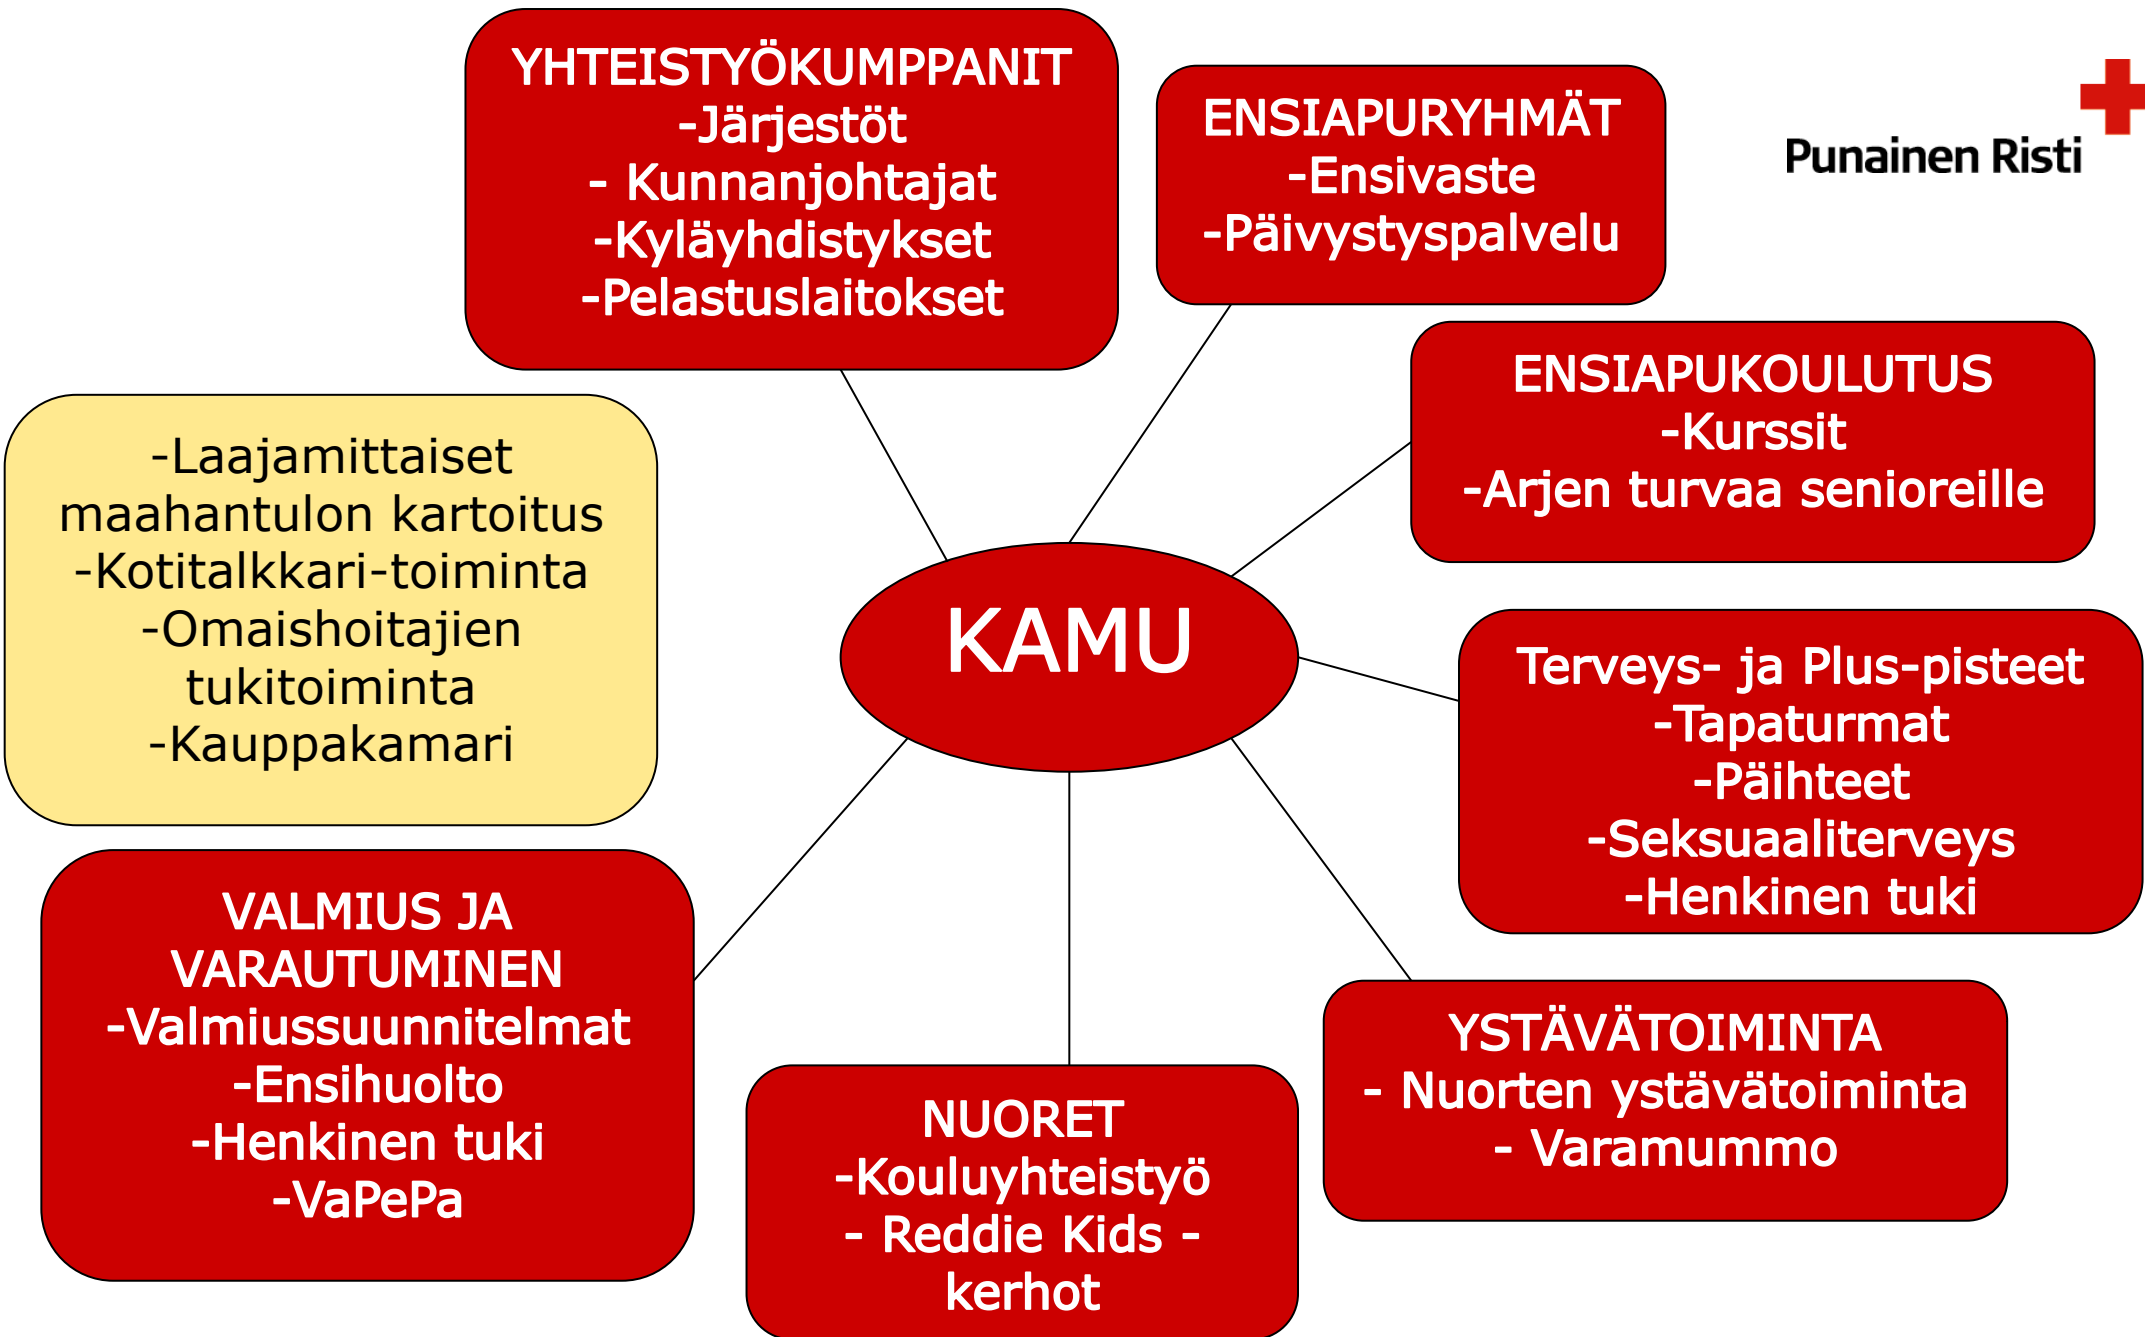 YHTEISTYÖKUMPPANIT
-Järjestöt
- Kunnanjohtajat
-Kyläyhdistykset
-Pelastuslaitokset
ENSIAPURYHMÄT
-Ensivaste
-Päivystyspalvelu
Punainen Risti
ENSIAPUKOULUTUS
-Kurssit
-Arjen turvaa senioreille
-Laajamittaiset
maahantulon kartoitus
-Kotitalkkari-toiminta
-Omaishoitajien
tukitoiminta
-Kauppakamari
KAMU
Terveys- ja Plus-pisteet
-Tapaturmat
-Päihteet
-Seksuaaliterveys
-Henkinen tuki
VALMIUS JA
VARAUTUMINEN
-Valmiussuunnitelmat
-Ensihuolto
-Henkinen tuki
-VaPePa
NUORET
-Kouluyhteistyö
- Reddie Kids -
kerhot
YSTÄVÄTOIMINTA
- Nuorten ystävätoiminta
- Varamummo